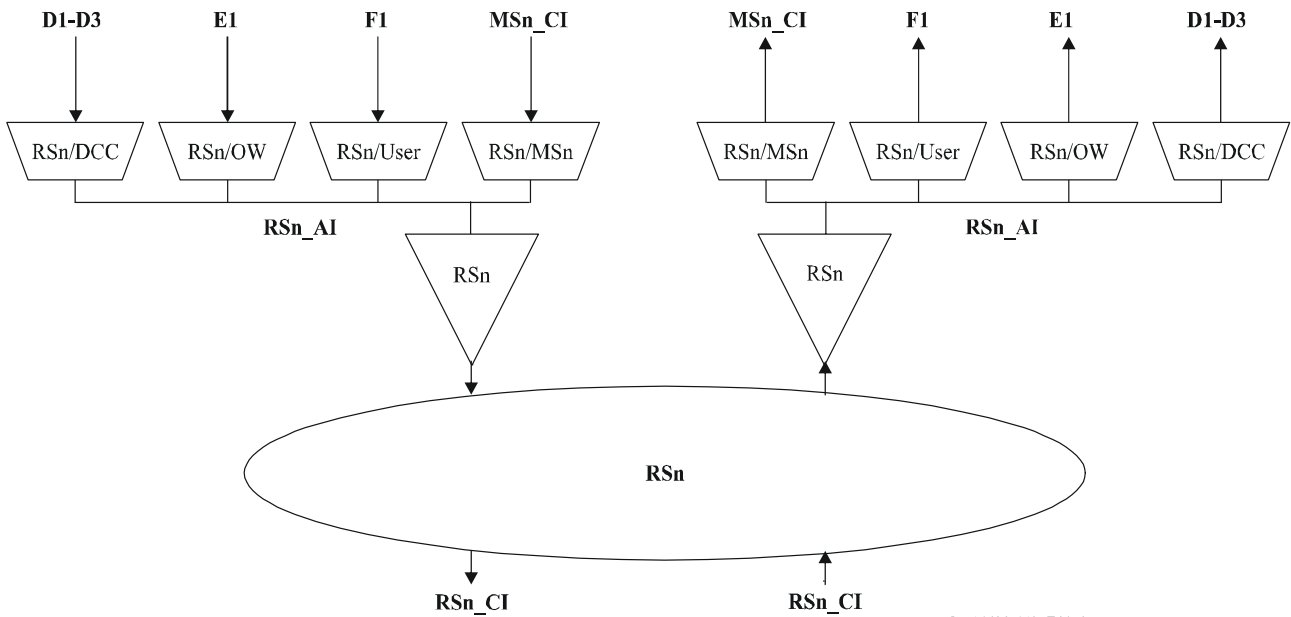 D1-D3 E1 F1 MSn_CI MSn_CI F1 E1 D1-D3
RSn/DCC RSn/OW RSn/User RSn/MSn RSn/MSn RSn/User RSn/OW RSn/DCC
RSn_AI RSn_AI
RSn RSn
RSn
RSn_CI RSn_CI